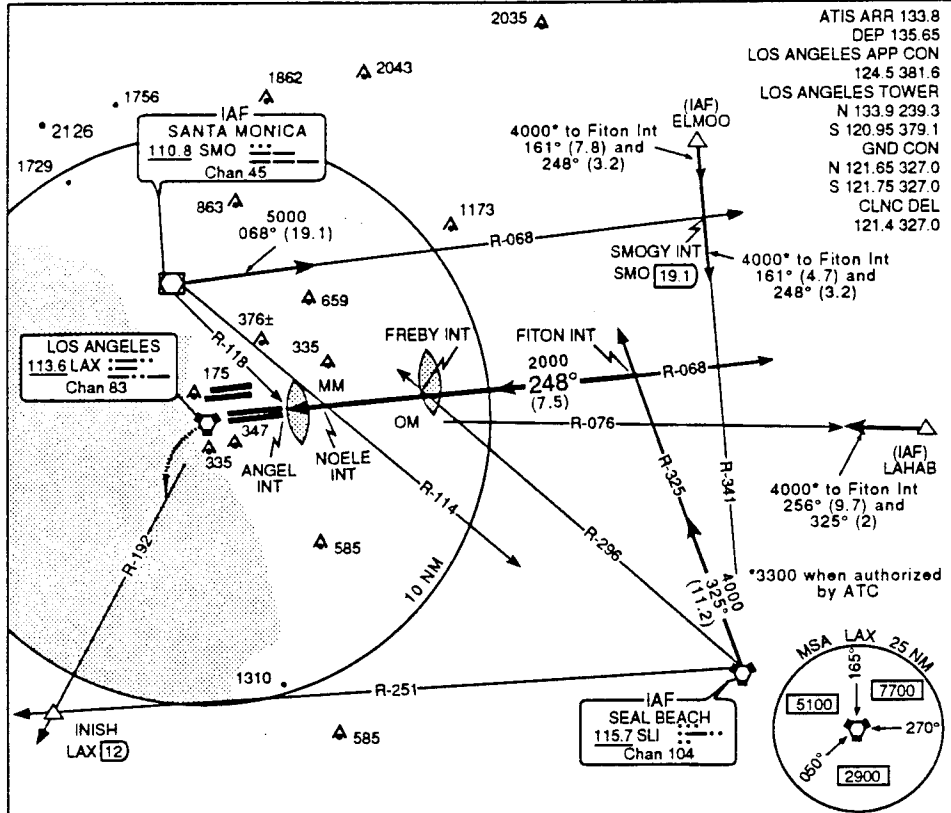 ATIS ARR 133.8
DEP 135.65
LOS ANGELES APP CON
124.5 381.6
LOS ANGELES TOWER
N 133.9 239.3
S 120.95 379.1
GND CON
N 121.65 327.0
S 121.75 327.0
CLNC DEL
121.4 327.0
2035
2043
1862
1756
2126
1729
IAF
SANTA MONICA
110.8 SMO
Chan 45
863
5000
068° (19.1)
1173
R-068
(IAF)
ELMOO
4000* to Fiton Int
161° (7.8) and
248° (3.2)
SMOGY INT
SMO 19.1
4000* to Fiton Int
161° (4.7) and
248° (3.2)
659
376±
R-118
335
MM
FREBY INT
FITON INT
LOS ANGELES
113.6 LAX
Chan 83
175
2000
248°
(7.5)
R-068
OM
347
335
ANGEL
INT
NOELE
INT
R-076
(IAF)
LAHAB
4000* to Fiton Int
256° (9.7) and
325° (2)
R-114
R-325
R-341
R-296
R-192
585
10 NM
4000
325°
(11.2)
*3300 when authorized
by ATC
1310
R-251
INISH
LAX 12
585
IAF
SEAL BEACH
115.7 SLI
Chan 104
MSA LAX 25 NM
165°
5100
7700
270°
050°
2900